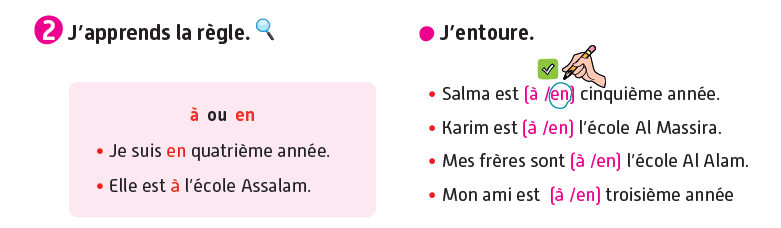 2 J'apprends la règle.
à ou en
• Je suis en quatrième année.
• Elle est à l'école Assalam.
● J'entoure.
• Salma est (à /en) cinquième année.
• Karim est (à /en) l'école Al Massira.
• Mes frères sont (à /en) l'école Al Alam.
• Mon ami est (à /en) troisième année